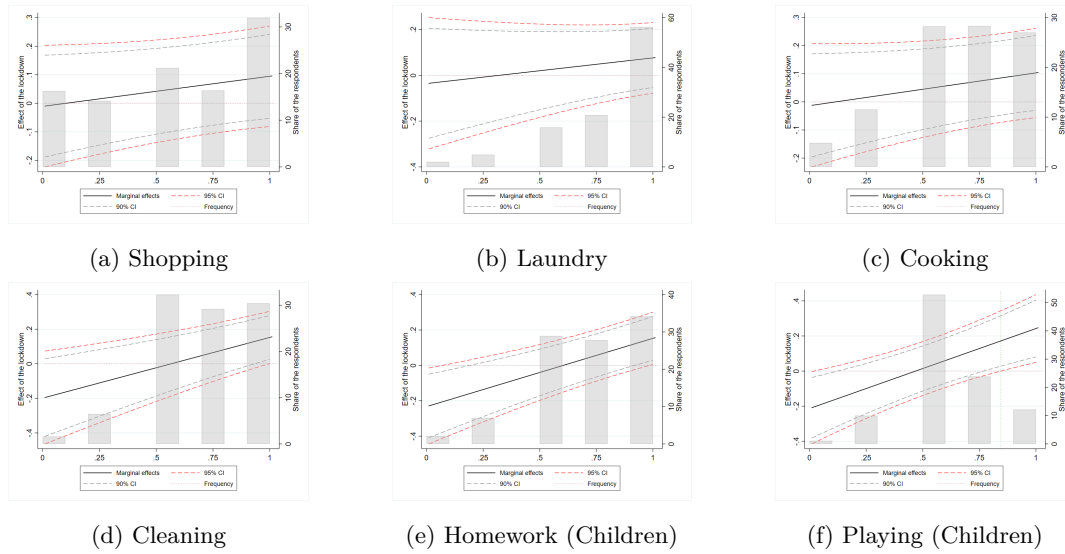 .3
.2
.1
0
-.1
-.2
Effect of the lockdown
30
20
10
0
Share of the respondents
0 .25 .5 .75 1
Marginal effects 95% CI
90% CI Frequency
(a) Shopping
.2
0
-.2
-.4
Effect of the lockdown
60
40
20
0
Share of the respondents
0 .25 .5 .75 1
Marginal effects 95% CI
90% CI Frequency
(b) Laundry
.3
.2
.1
0
-.1
-.2
Effect of the lockdown
30
20
10
0
Share of the respondents
0 .25 .5 .75 1
Marginal effects 95% CI
90% CI Frequency
(c) Cooking
.4
.2
0
-.2
-.4
Effect of the lockdown
30
20
10
0
Share of the respondents
0 .25 .5 .75 1
Marginal effects 95% CI
90% CI Frequency
(d) Cleaning
.4
.2
0
-.2
-.4
Effect of the lockdown
40
30
20
10
0
Share of the respondents
0 .25 .5 .75 1
Marginal effects 95% CI
90% CI Frequency
(e) Homework (Children)
.4
.2
0
-.2
-.4
Effect of the lockdown
50
40
30
20
10
0
Share of the respondents
0 .25 .5 .75 1
Marginal effects 95% CI
90% CI Frequency
(f) Playing (Children)